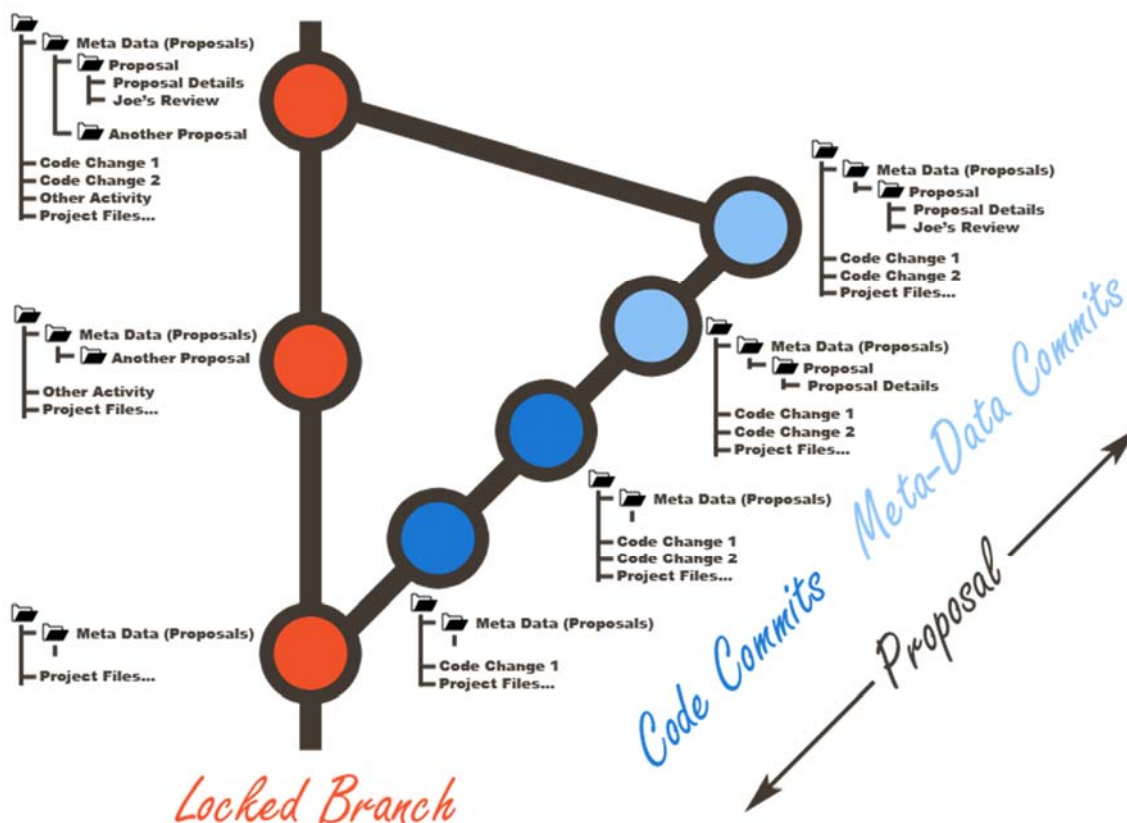 Meta Data (Proposals)
Proposal
Proposal Details
Joe's Review
Another Proposal
Code Change 1
Code Change 2
Other Activity
Project Files...
Meta Data (Proposals)
Proposal
Proposal Details
Joe's Review
Code Change 1
Code Change 2
Project Files...
Meta Data (Proposals)
Another Proposal
Other Activity
Project Files...
Meta Data (Proposals)
Proposal
Proposal Details
Code Change 1
Code Change 2
Project Files...
Meta Data (Proposals)
Code Change 1
Code Change 2
Project Files...
Meta Data (Proposals)
Project Files...
Meta Data (Proposals)
Code Change 1
Project Files...
Code Commits
Meta-Data Commits
Proposal
Locked Branch